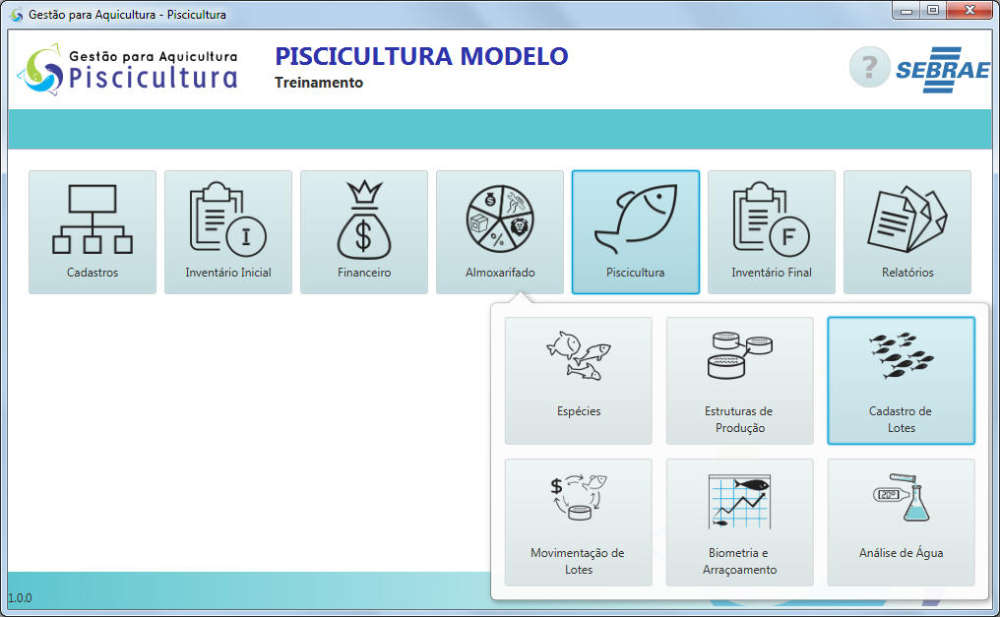 Gestão para Aquicultura - Piscicultura
Gestão para Aquicultura
Piscicultura
PISCICULTURA MODELO
Treinamento
?
SEBRAE
Cadastros
I
Inventário Inicial
$
Financeiro
$
%
Almoxarifado
Piscicultura
F
Inventário Final
Relatórios
Espécies
Estruturas de
Produção
Cadastro de
Lotes
$
Movimentação de
Lotes
Biometria e
Arraçoamento
20°
Análise de Água
1.0.0